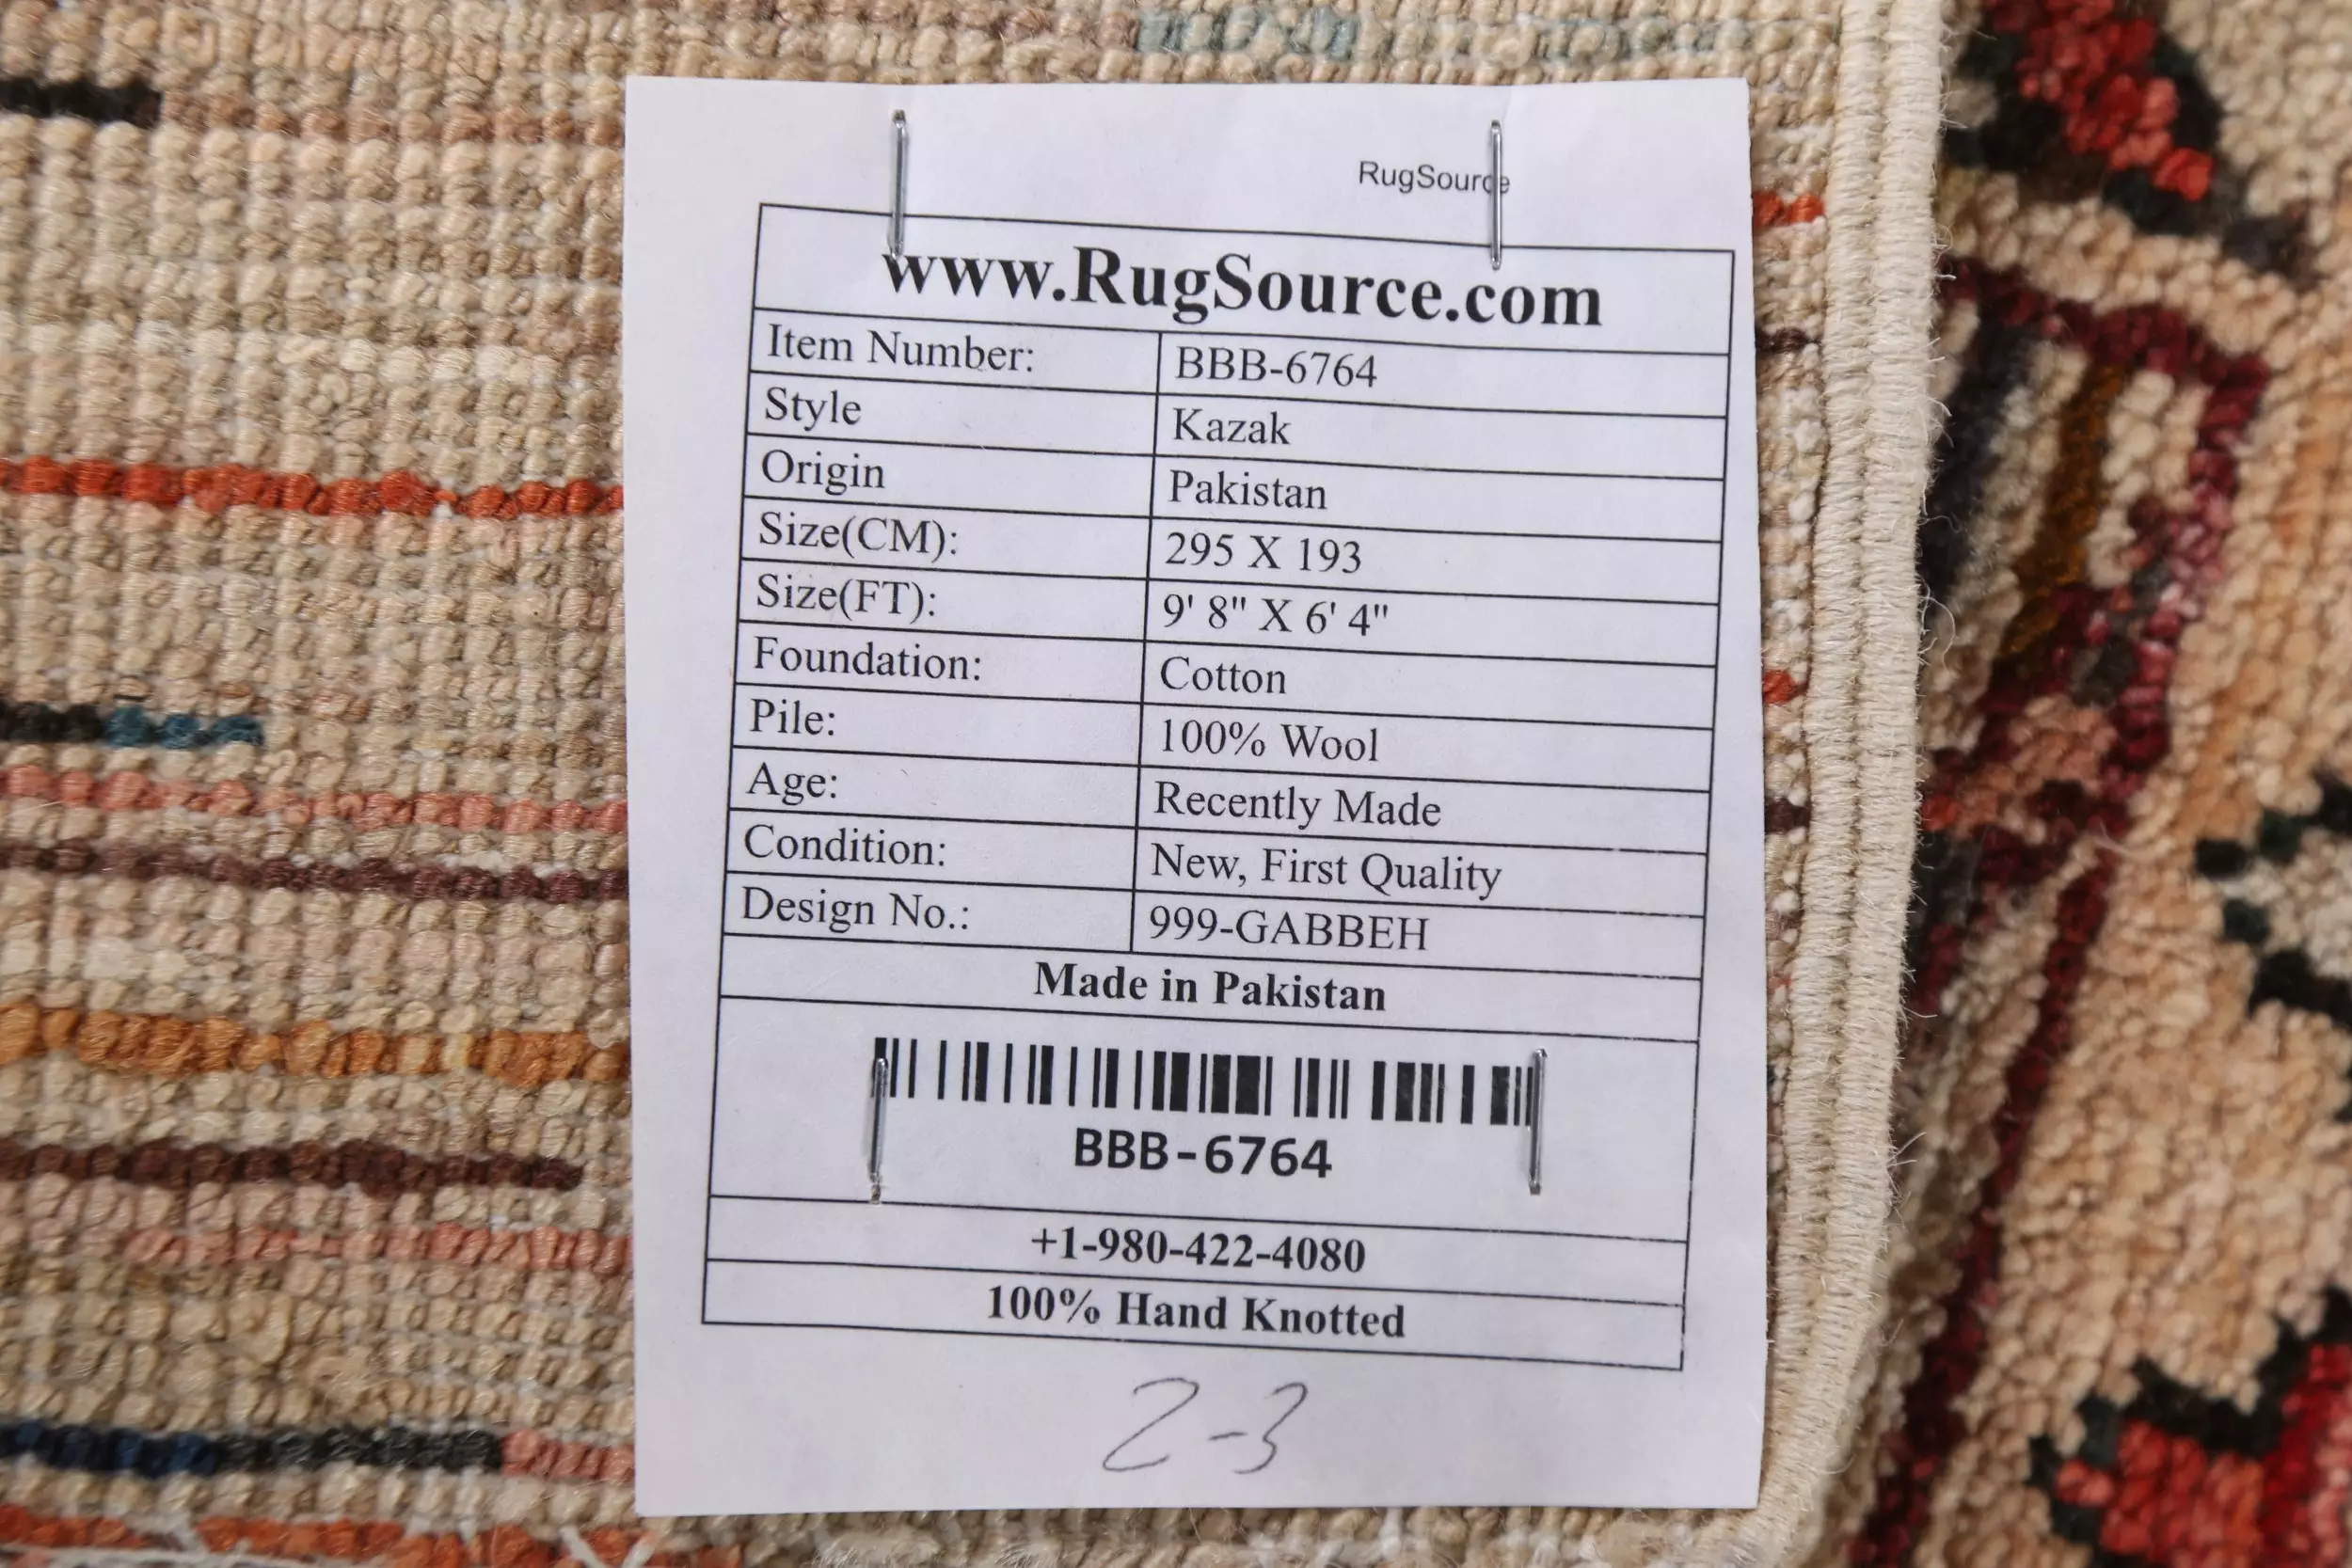 RugSource
www.RugSource.com
Item Number: BBB-6764
Style Kazak
Origin Pakistan
Size(CM): 295 X 193
Size(FT): 9' 8" X 6' 4"
Foundation: Cotton
Pile: 100% Wool
Age: Recently Made
Condition: New, First Quality
Design No.: 999-GABBEH
Made in Pakistan
BBB-6764
+1-980-422-4080
100% Hand Knotted
2-3